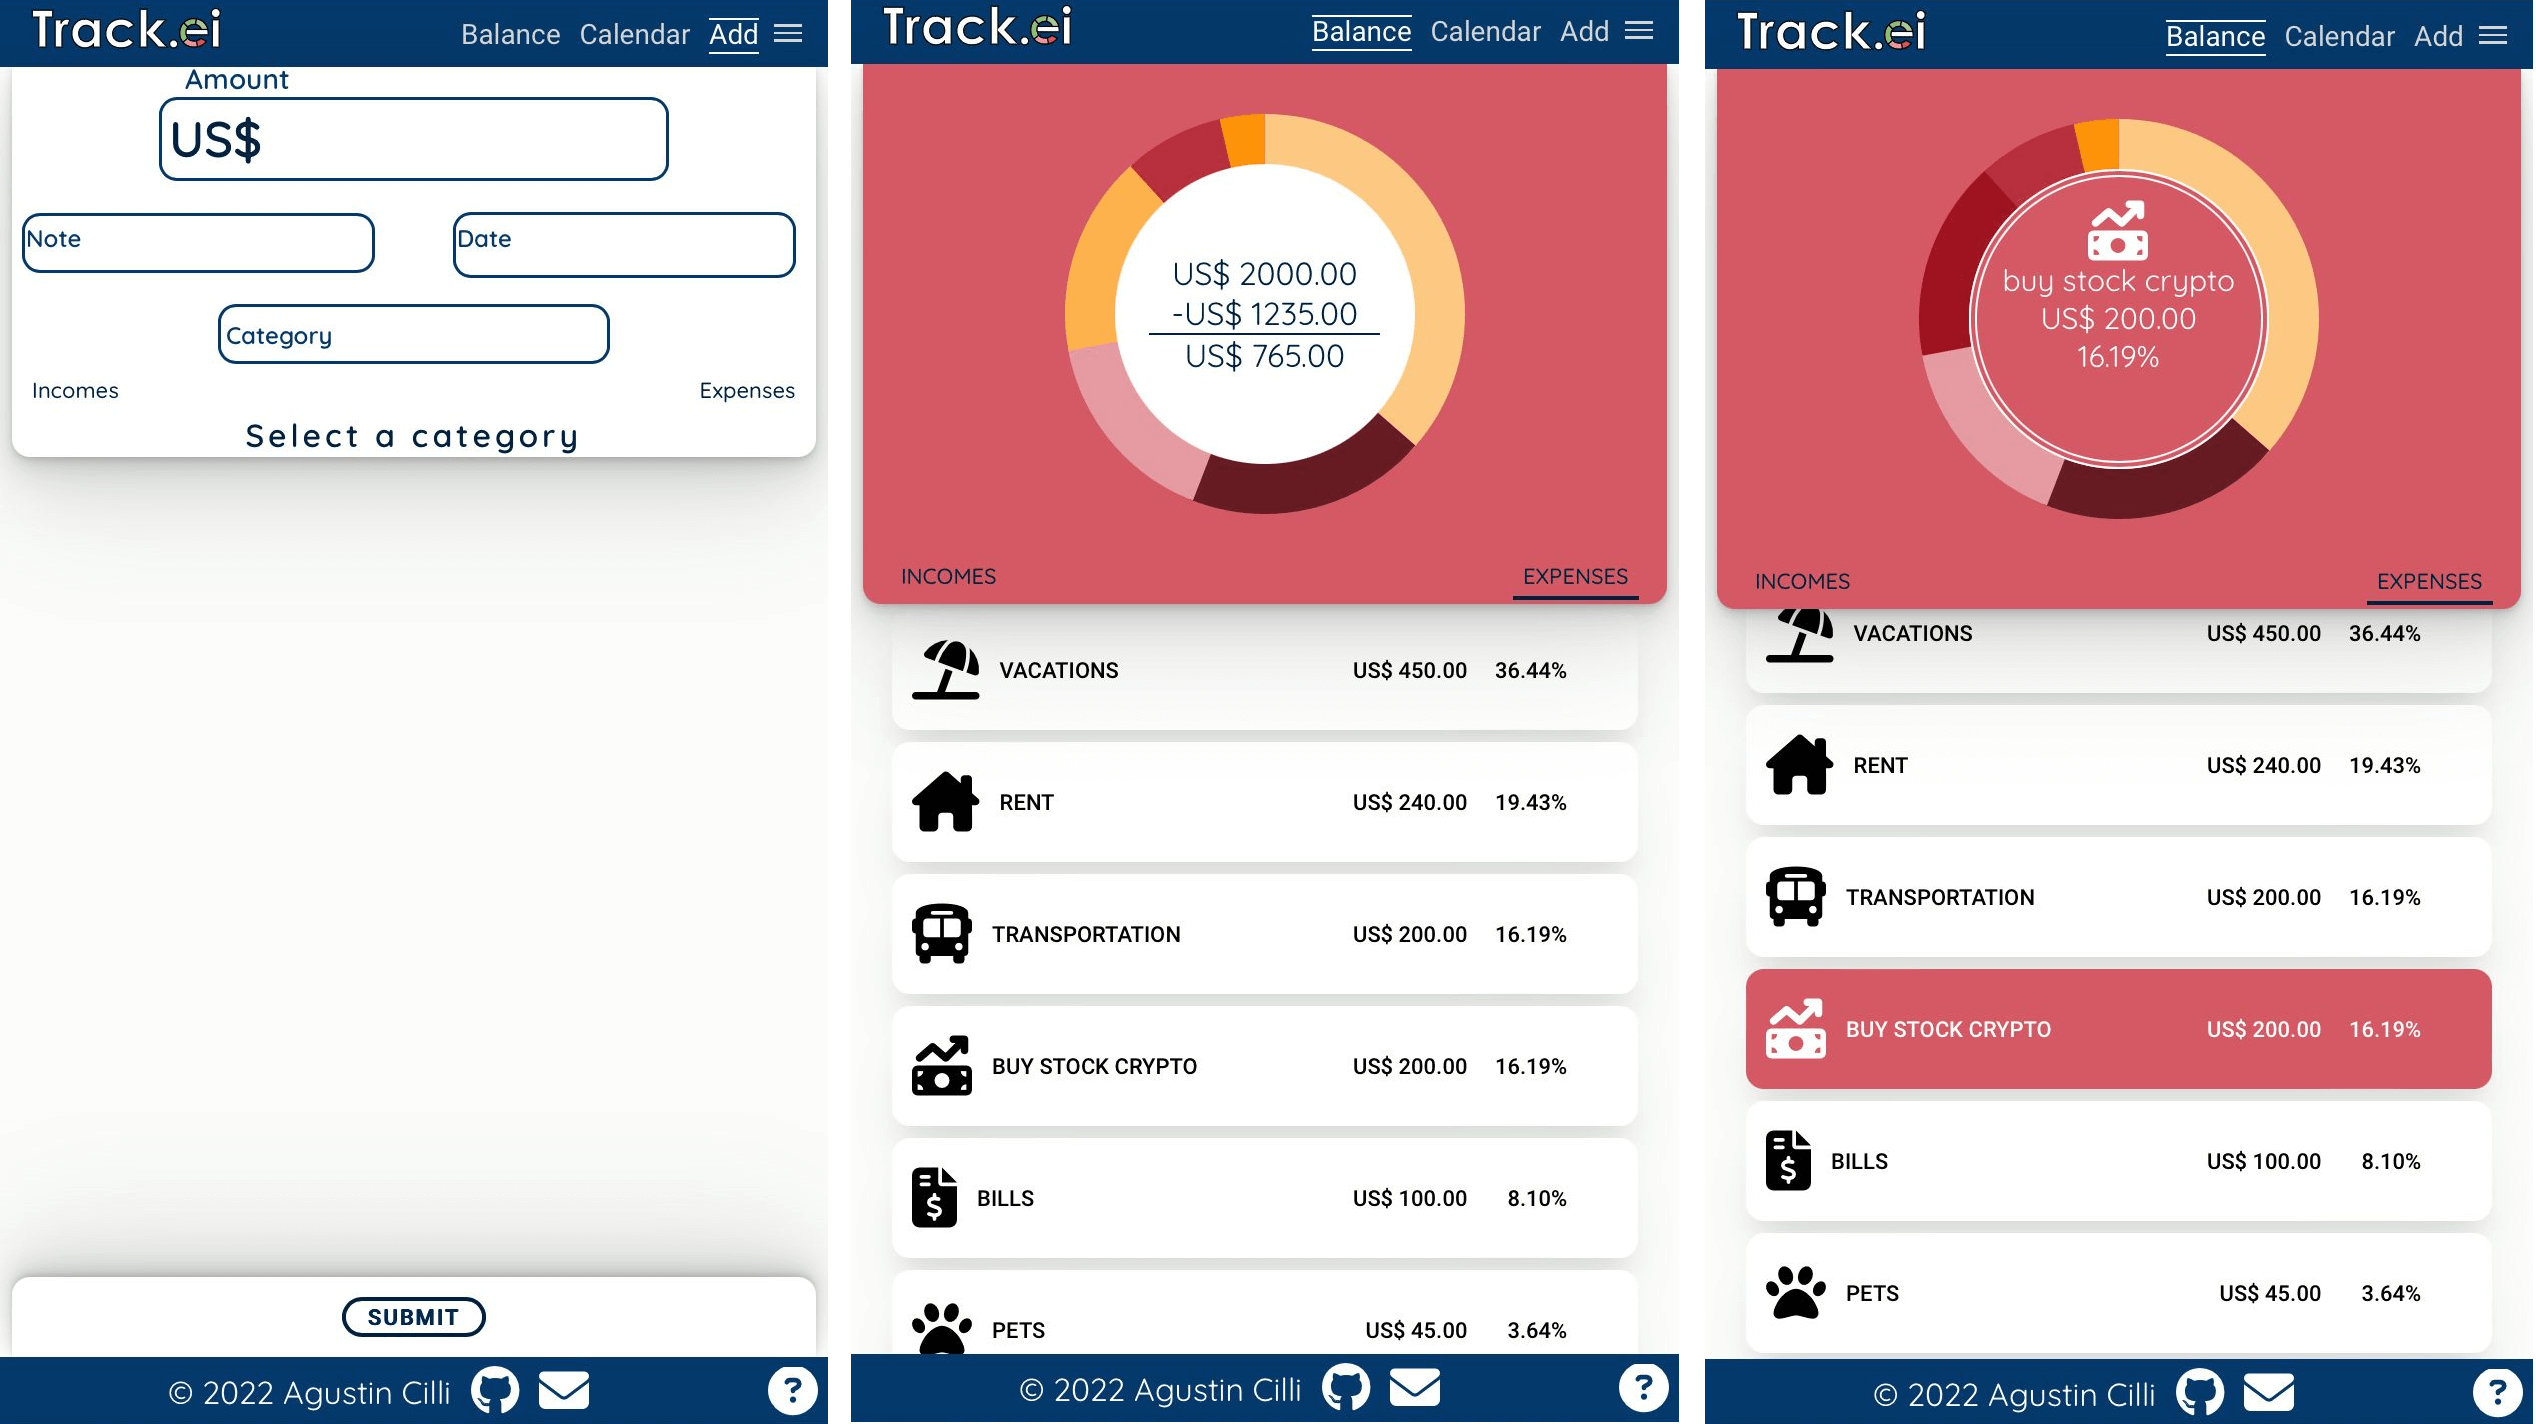 Track.ei Balance Calendar Add
Amount
US$
Note Date
Category
Incomes Expenses
Select a category
SUBMIT
© 2022 Agustin Cilli ?
Track.ei Balance Calendar Add
US$ 2000.00
-US$ 1235.00
US$ 765.00
INCOMES EXPENSES
VACATIONS US$ 450.00 36.44%
RENT US$ 240.00 19.43%
TRANSPORTATION US$ 200.00 16.19%
BUY STOCK CRYPTO US$ 200.00 16.19%
BILLS US$ 100.00 8.10%
PETS US$ 45.00 3.64%
© 2022 Agustin Cilli ?
Track.ei Balance Calendar Add
buy stock crypto
US$ 200.00
16.19%
INCOMES EXPENSES
VACATIONS US$ 450.00 36.44%
RENT US$ 240.00 19.43%
TRANSPORTATION US$ 200.00 16.19%
BUY STOCK CRYPTO US$ 200.00 16.19%
BILLS US$ 100.00 8.10%
PETS US$ 45.00 3.64%
© 2022 Agustin Cilli ?